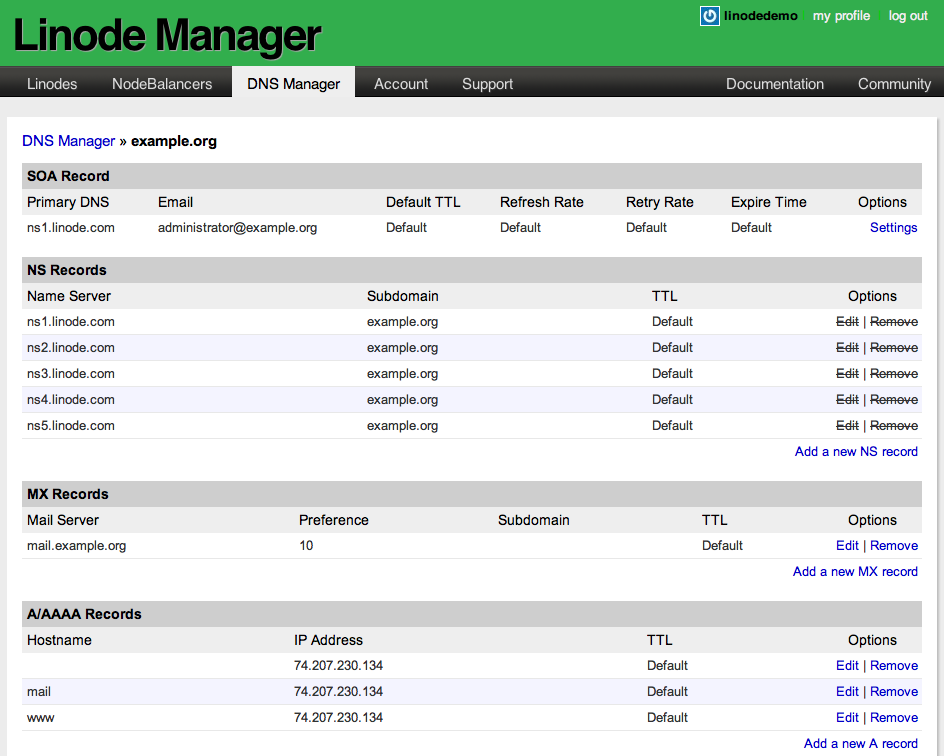 linodedemo my profile log out
Linode Manager
Linodes NodeBalancers DNS Manager Account Support Documentation Community
DNS Manager » example.org
SOA Record
Primary DNS Email Default TTL Refresh Rate Retry Rate Expire Time Options
ns1.linode.com administrator@example.org Default Default Default Default Settings
NS Records
Name Server Subdomain TTL Options
ns1.linode.com example.org Default Edit | Remove
ns2.linode.com example.org Default Edit | Remove
ns3.linode.com example.org Default Edit | Remove
ns4.linode.com example.org Default Edit | Remove
ns5.linode.com example.org Default Edit | Remove
Add a new NS record
MX Records
Mail Server Preference Subdomain TTL Options
mail.example.org 10 Default Edit | Remove
Add a new MX record
A/AAAA Records
Hostname IP Address TTL Options
74.207.230.134 Default Edit | Remove
mail 74.207.230.134 Default Edit | Remove
www 74.207.230.134 Default Edit | Remove
Add a new A record